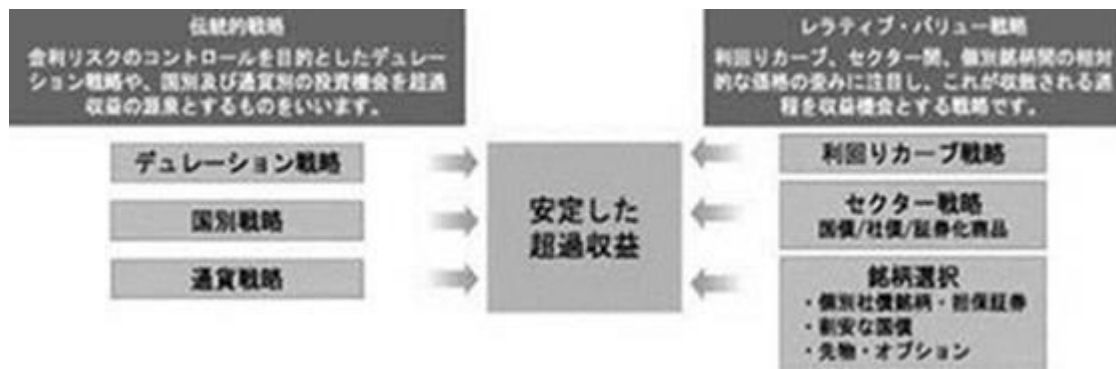 伝統的戦略
金利リスクのコントロールを目的としたデュレー
ション戦略や、国別及び通貨別の投資機会を超過
収益の源泉とするものをいいます。
デュレーション戦略
国別戦略
通貨戦略
安定した
超過収益
レラティブ・バリュー戦略
利回りカーブ、セクター間、個別銘柄間の相対
的な価格の歪みに注目し、これが収斂される過
程を収益機会とする戦略です。
利回りカーブ戦略
セクター戦略
国債/社債/証券化商品
銘柄選択
・個別社債銘柄・担保証券
・割安な国債
・先物・オプション